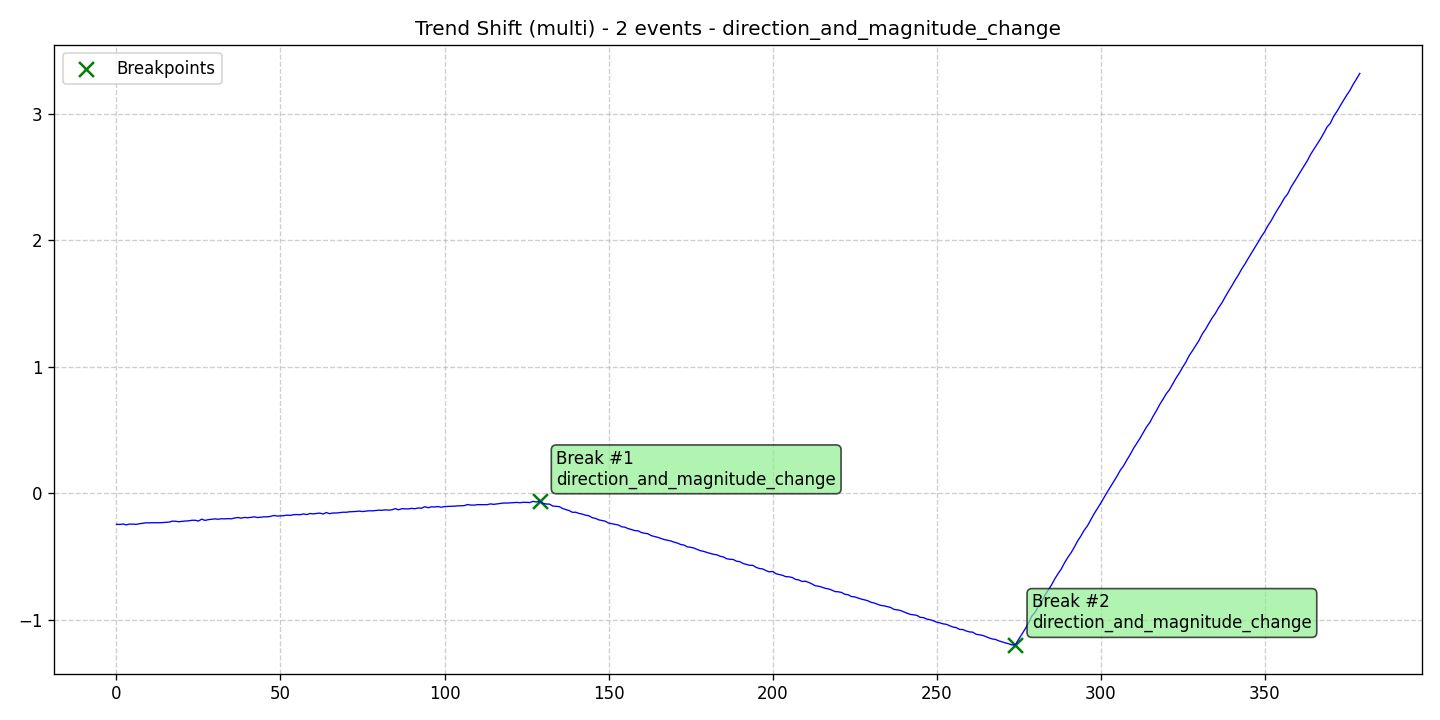 Trend Shift (multi) - 2 events - direction_and_magnitude_change
Breakpoints
3
2
1
0
−1
Break #1
direction_and_magnitude_change
Break #2
direction_and_magnitude_change
0
50
100
150
200
250
300
350